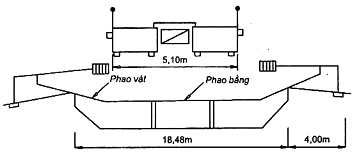 5,10m
Phao vát
Phao bằng
18,48m
4,00m